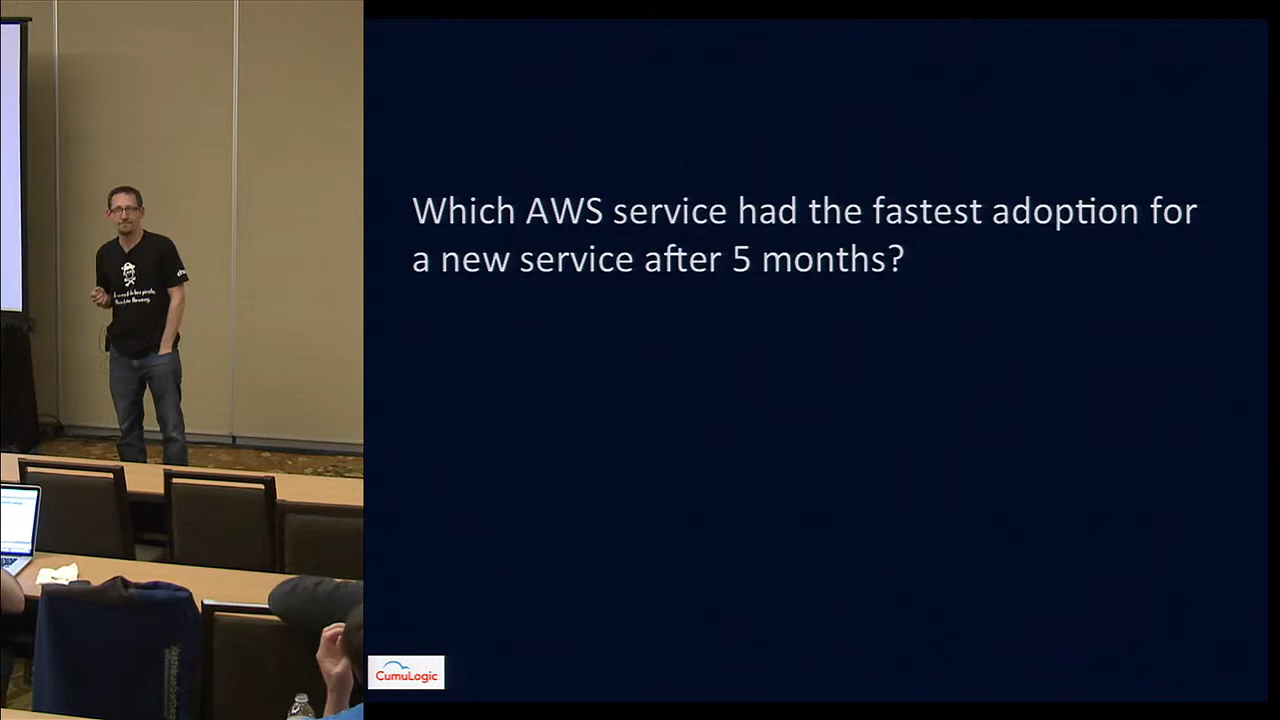 Which AWS service had the fastest adoption for
a new service after 5 months?
CumuLogic